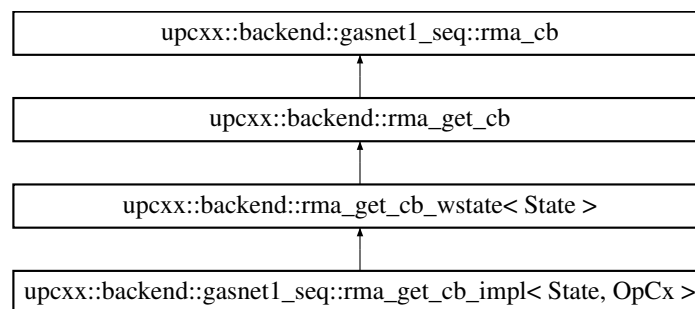 upcxx::backend::gasnet1_seq::rma_cb
upcxx::backend::rma_get_cb
upcxx::backend::rma_get_cb_wstate< State >
upcxx::backend::gasnet1_seq::rma_get_cb_impl< State, OpCx >